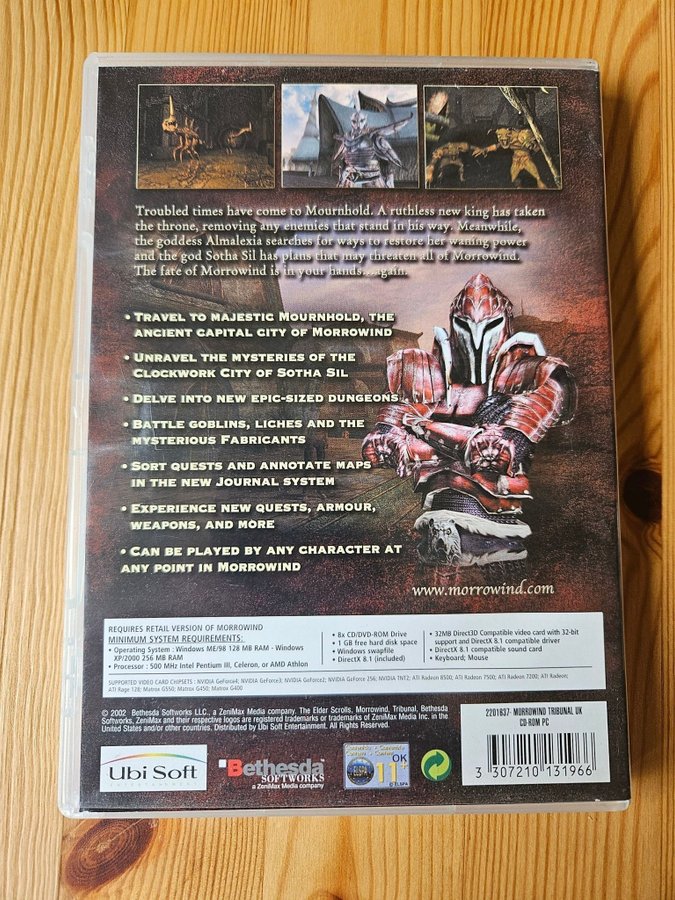 Troubled times have come to Mournhold. A ruthless new king has taken
the throne, removing any enemies that stand in his way. Meanwhile,
the goddess Almalexia searches for ways to restore her waning power
and the god Sotha Sil has plans that may threaten all of Morrowind.
The fate of Morrowind is in your hands...again.
• Travel to majestic Mournhold, the
ancient capital city of Morrowind
• Unravel the mysteries of the
Clockwork City of Sotha Sil
• Delve into new epic-sized dungeons
• Battle goblins, liches and the
mysterious Fabricants
• Sort quests and annotate maps
in the new Journal system
• Experience new quests, armour,
weapons, and more
• Can be played by any character at
any point in Morrowind
www.morrowind.com
REQUIRES RETAIL VERSION OF MORROWIND
MINIMUM SYSTEM REQUIREMENTS:
• Operating System : Windows ME/98 128 MB RAM - Windows
XP/2000 256 MB RAM
• Processor : 500 MHz Intel Pentium III, Celeron, or AMD Athlon
• 8x CD/DVD-ROM Drive
• 1 GB free hard disk space
• Windows swapfile
• DirectX 8.1 (included)
• 32MB Direct3D Compatible video card with 32-bit
support and DirectX 8.1 compatible driver
• DirectX 8.1 compatible sound card
• Keyboard; Mouse
SUPPORTED VIDEO CARD CHIPSETS: NVIDIA GeForce4; NVIDIA GeForce3; NVIDIA GeForce2; NVIDIA GeForce 256; NVIDIA TNT2; ATI Radeon 8500; ATI Radeon 7500; ATI Radeon 7200; ATI Radeon;
ATI Rage 128; Matrox G550; Matrox G450; Matrox G400
© 2002 Bethesda Softworks LLC., a ZeniMax Media company. The Elder Scrolls, Morrowind, Tribunal, Bethesda
Softworks, ZeniMax and their respective logos are registered trademarks or trademarks of ZeniMax Media Inc. in the
United States and/or other countries. Distributed by Ubi Soft Entertainment. All Rights Reserved.
2201837- MORROWIND TRIBUNAL UK
CD-ROM PC
3 307210 131966
Ubi Soft
ENTERTAINMENT
Bethesda
SOFTWORKS
a ZeniMax Media company
ELSPA
11+
OK
© ELSPA